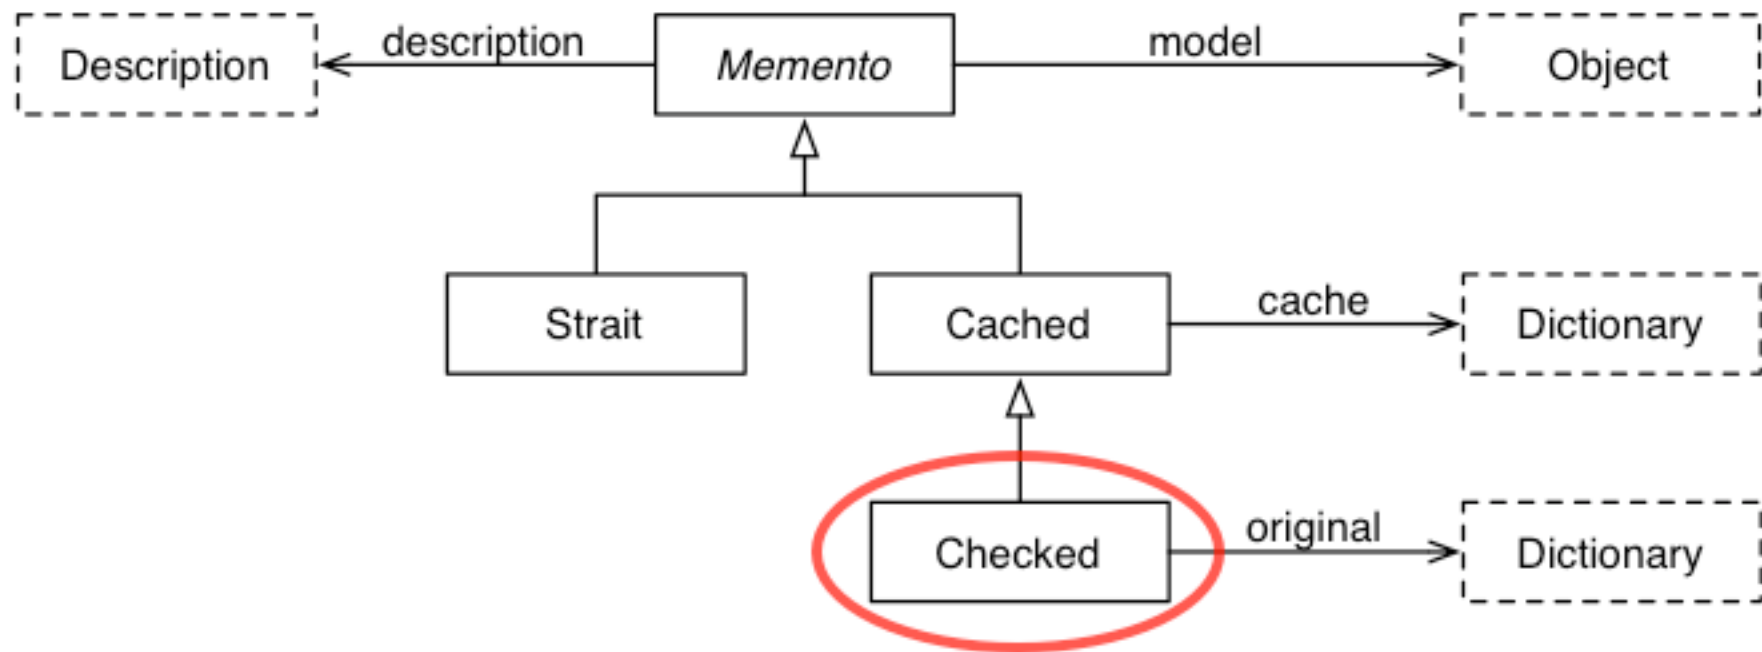 Description
description
Memento
model
Object
Strait
Cached
cache
Dictionary
Checked
original
Dictionary